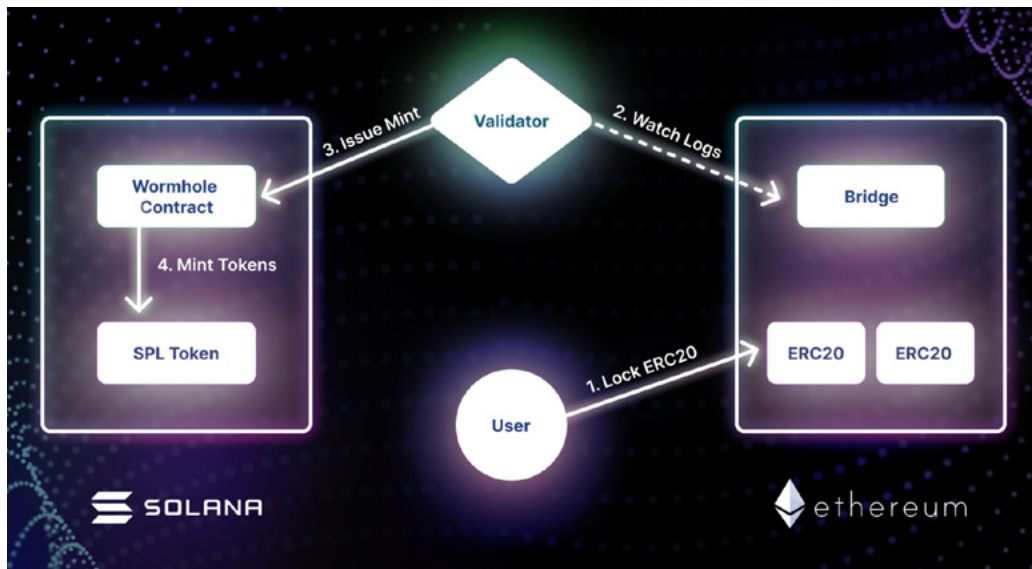 Validator
2. Watch Logs
3. Issue Mint
Wormhole
Contract
Bridge
4. Mint Tokens
SPL Token
ERC20
ERC20
1. Lock ERC20
User
SOLANA
ethereum